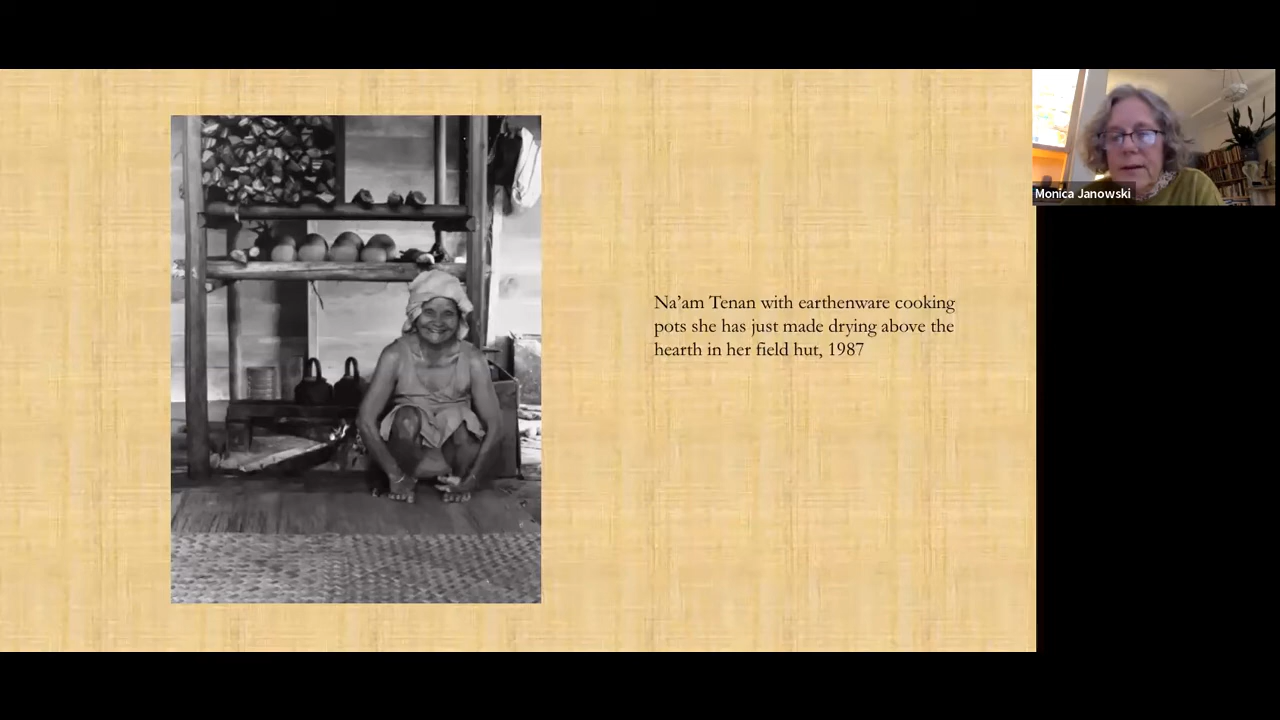 Na’am Tenan with earthenware cooking
pots she has just made drying above the
hearth in her field hut, 1987
Monica Janowski